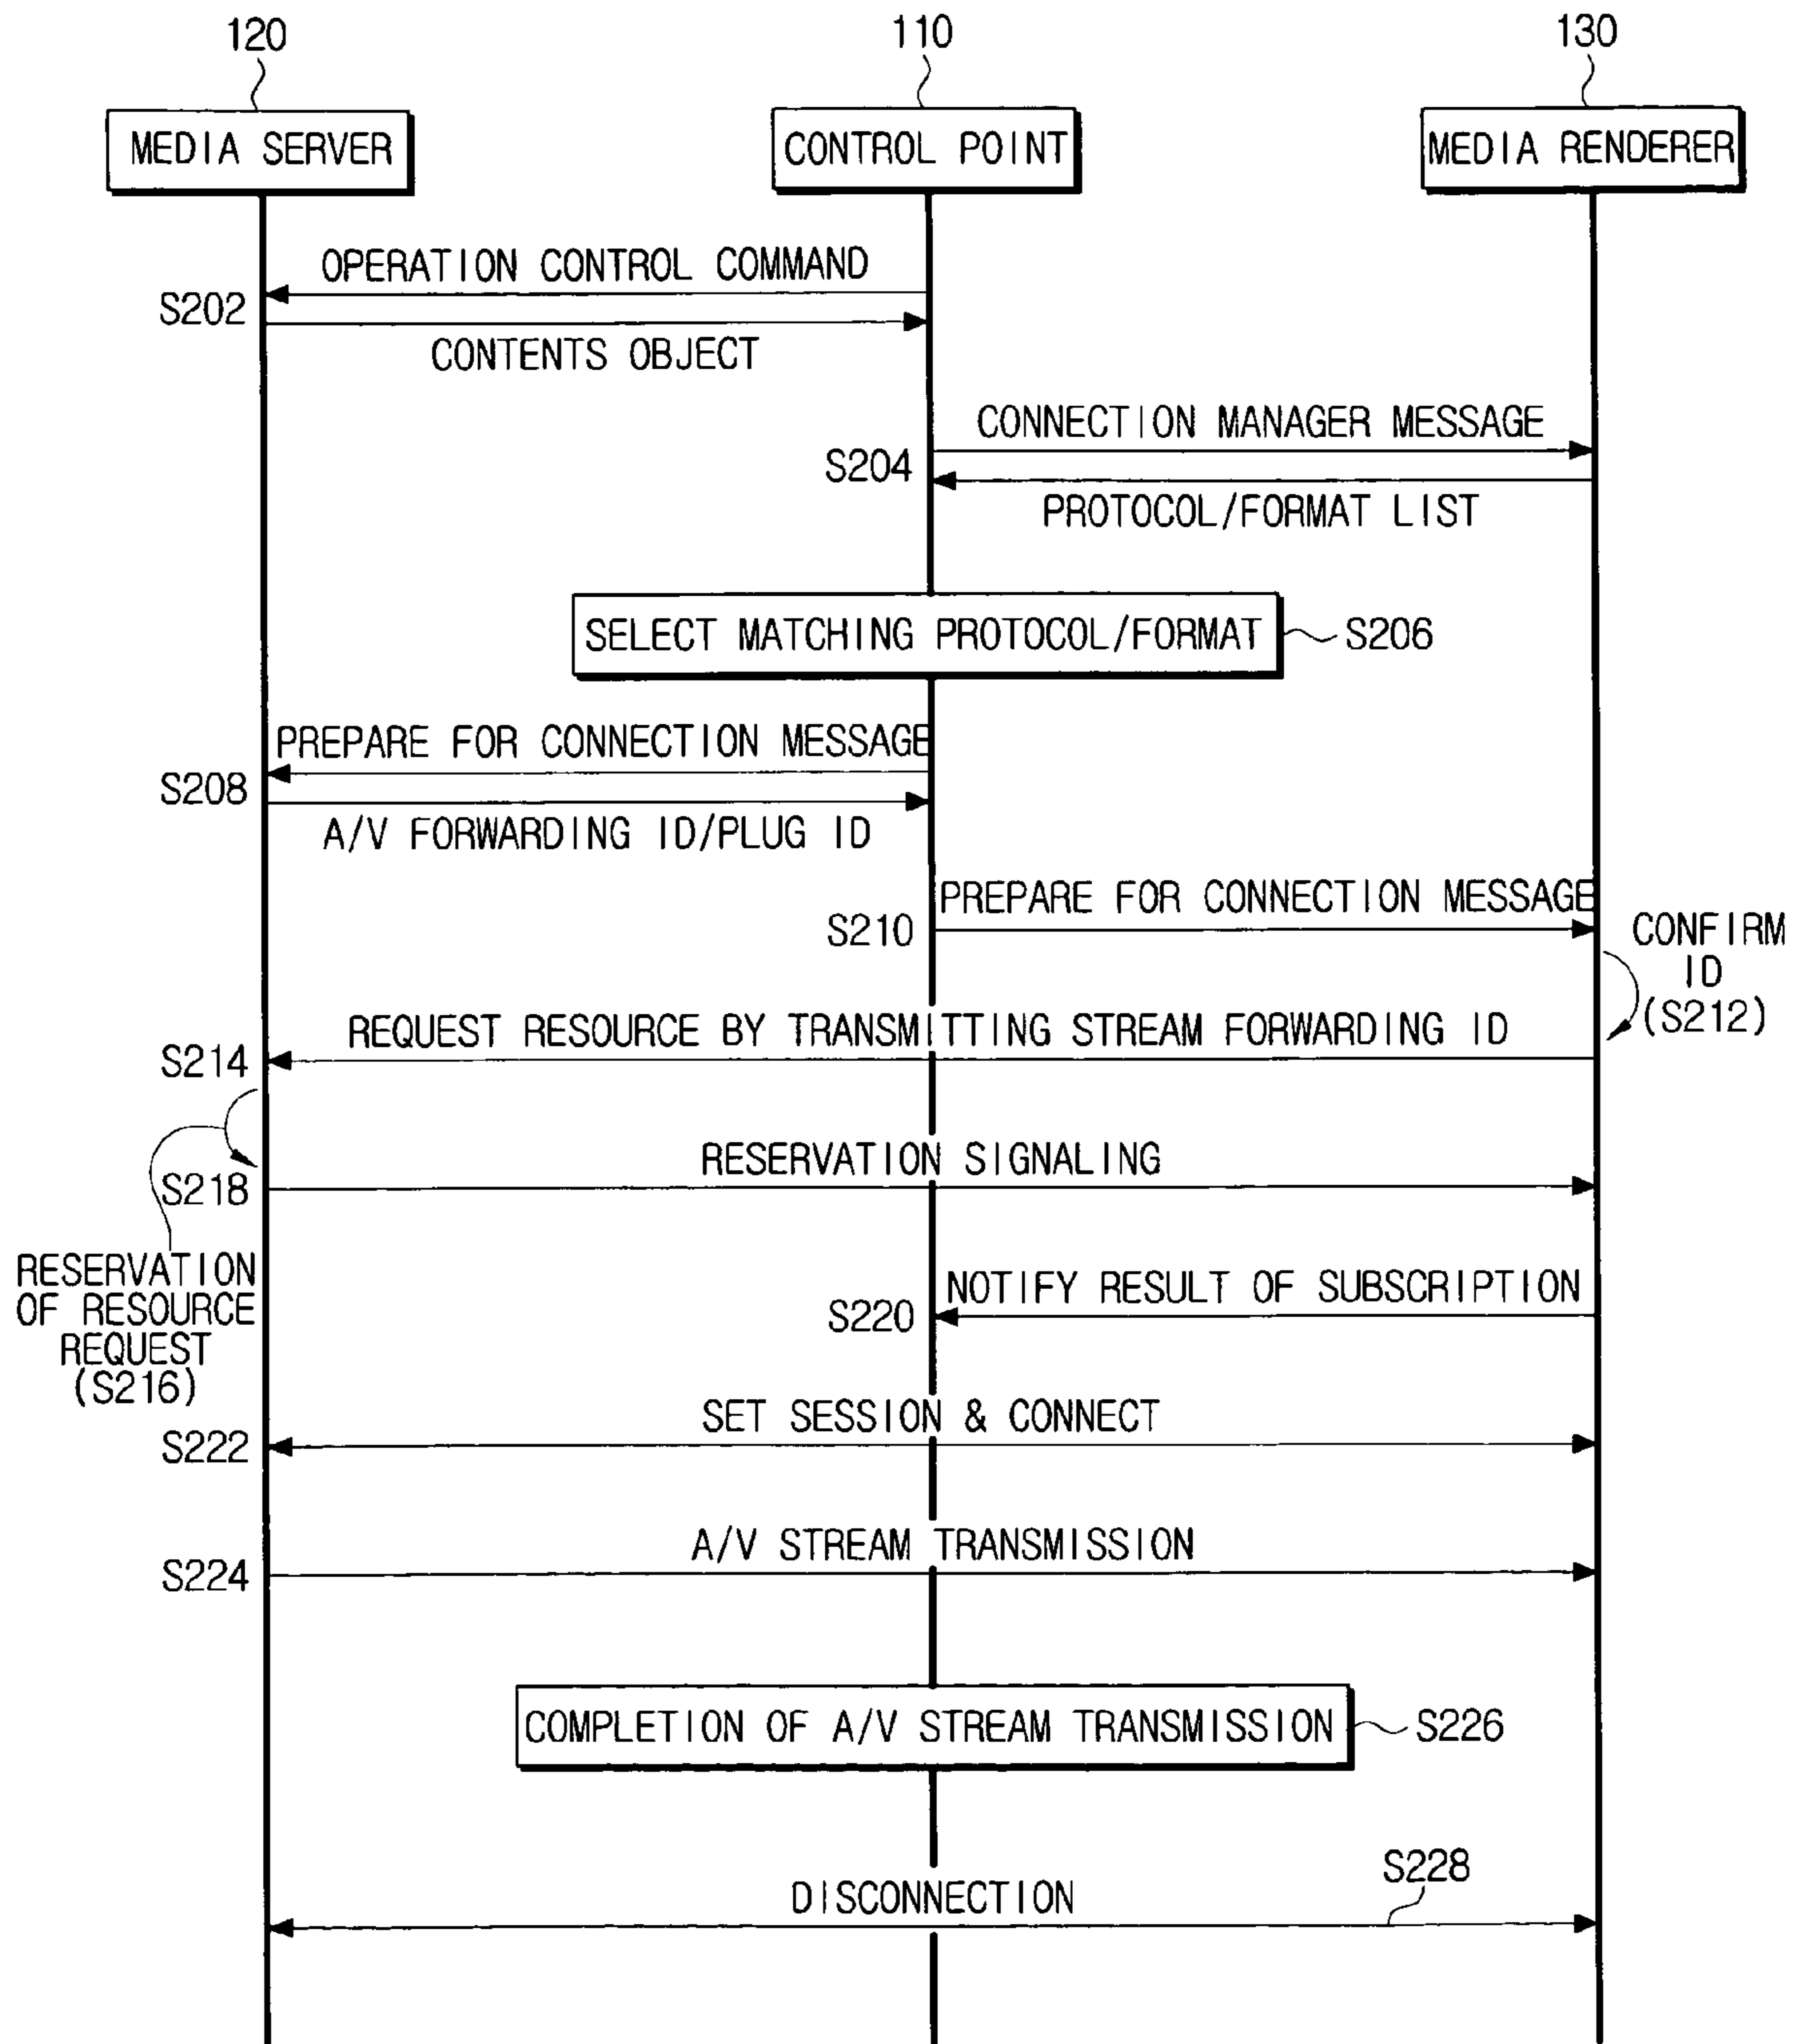 120
110
130
MEDIA SERVER
CONTROL POINT
MEDIA RENDERER
OPERATION CONTROL COMMAND
S202
CONTENTS OBJECT
CONNECTION MANAGER MESSAGE
S204
PROTOCOL/FORMAT LIST
SELECT MATCHING PROTOCOL/FORMAT
S206
PREPARE FOR CONNECTION MESSAGE
S208
A/V FORWARDING ID/PLUG ID
PREPARE FOR CONNECTION MESSAGE
S210
CONFIRM
ID
(S212)
REQUEST RESOURCE BY TRANSMITTING STREAM FORWARDING ID
S214
RESERVATION SIGNALING
S218
RESERVATION
OF RESOURCE
REQUEST
(S216)
NOTIFY RESULT OF SUBSCRIPTION
S220
SET SESSION & CONNECT
S222
A/V STREAM TRANSMISSION
S224
COMPLETION OF A/V STREAM TRANSMISSION
S226
S228
DISCONNECTION